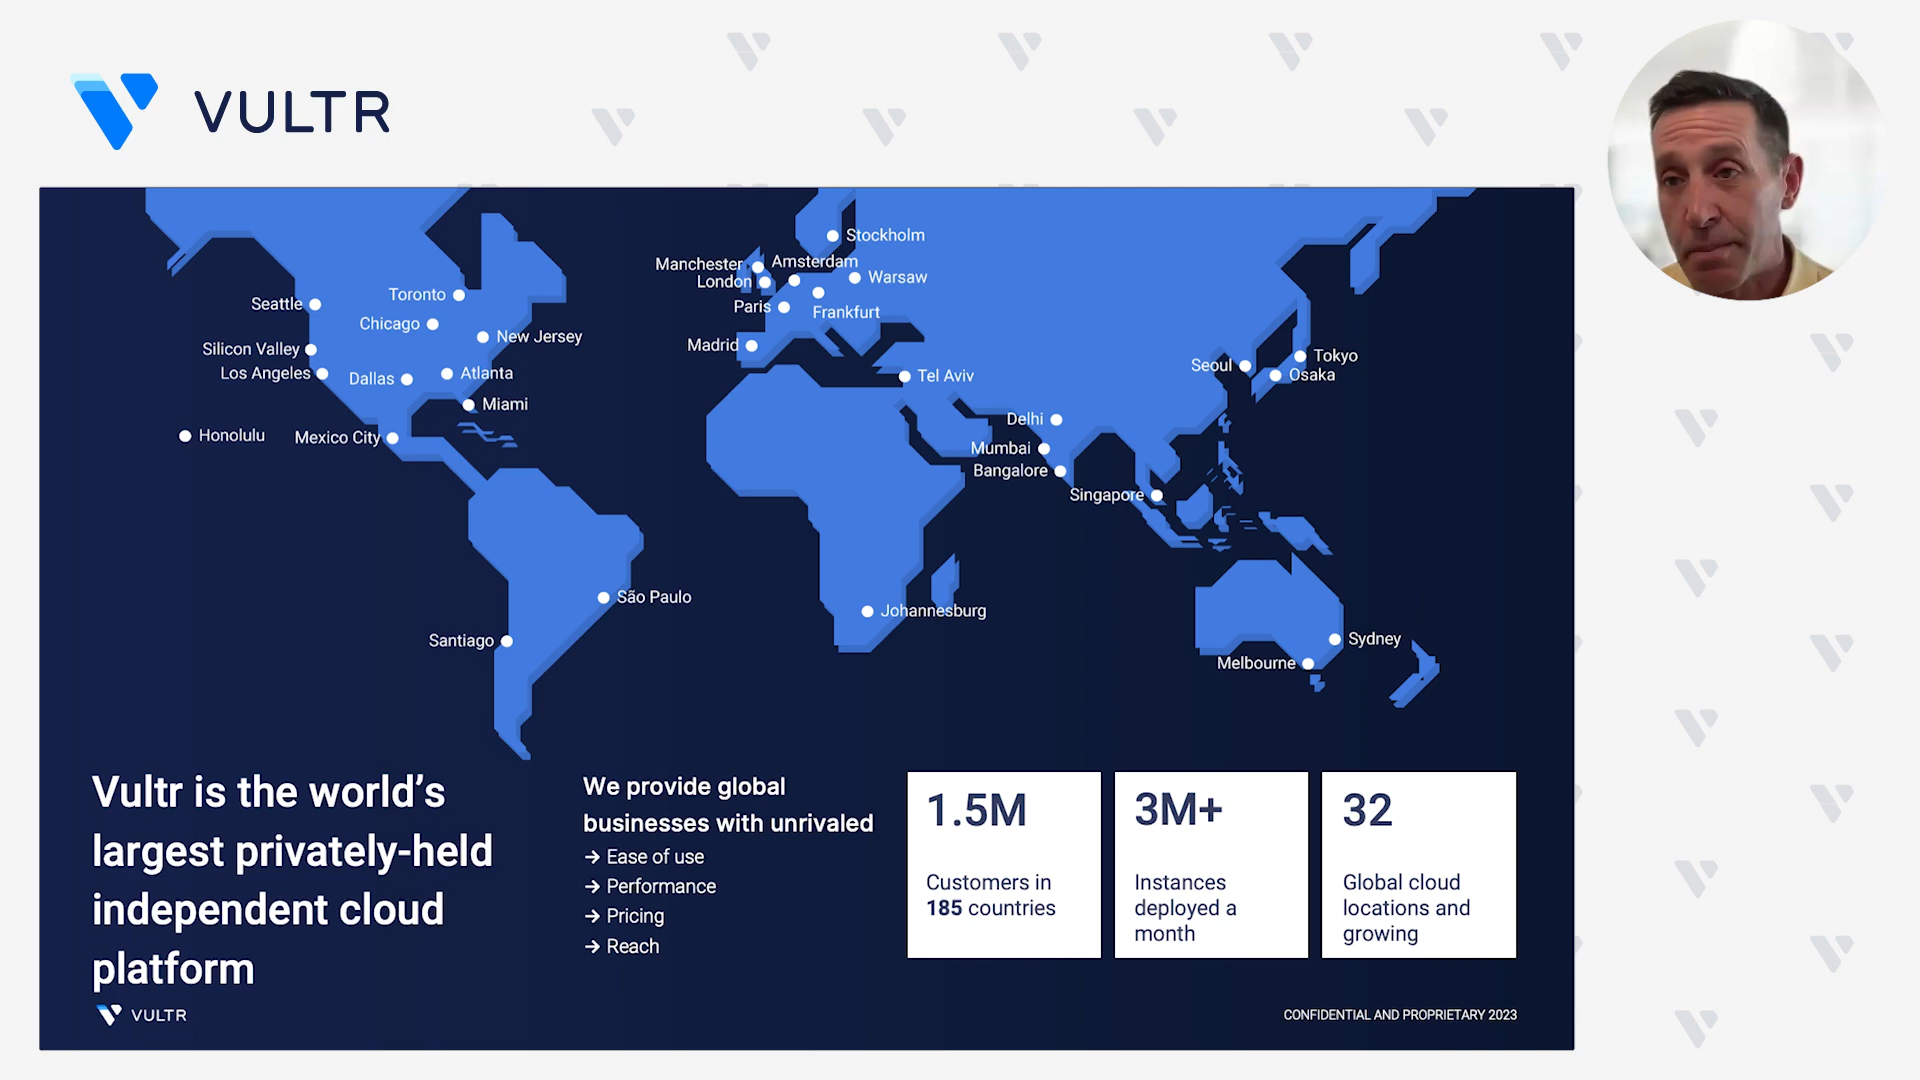 VULTR
Stockholm
Manchester
Amsterdam
London
Warsaw
Paris
Frankfurt
Madrid
Seattle
Toronto
Chicago
New Jersey
Silicon Valley
Los Angeles
Dallas
Atlanta
Miami
Honolulu
Mexico City
Tel Aviv
Seoul
Tokyo
Osaka
Delhi
Mumbai
Bangalore
Singapore
São Paulo
Santiago
Johannesburg
Sydney
Melbourne
Vultr is the world’s
largest privately-held
independent cloud
platform
We provide global
businesses with unrivaled
→ Ease of use
→ Performance
→ Pricing
→ Reach
1.5M
Customers in
185 countries
3M+
Instances
deployed a
month
32
Global cloud
locations and
growing
VULTR
CONFIDENTIAL AND PROPRIETARY 2023